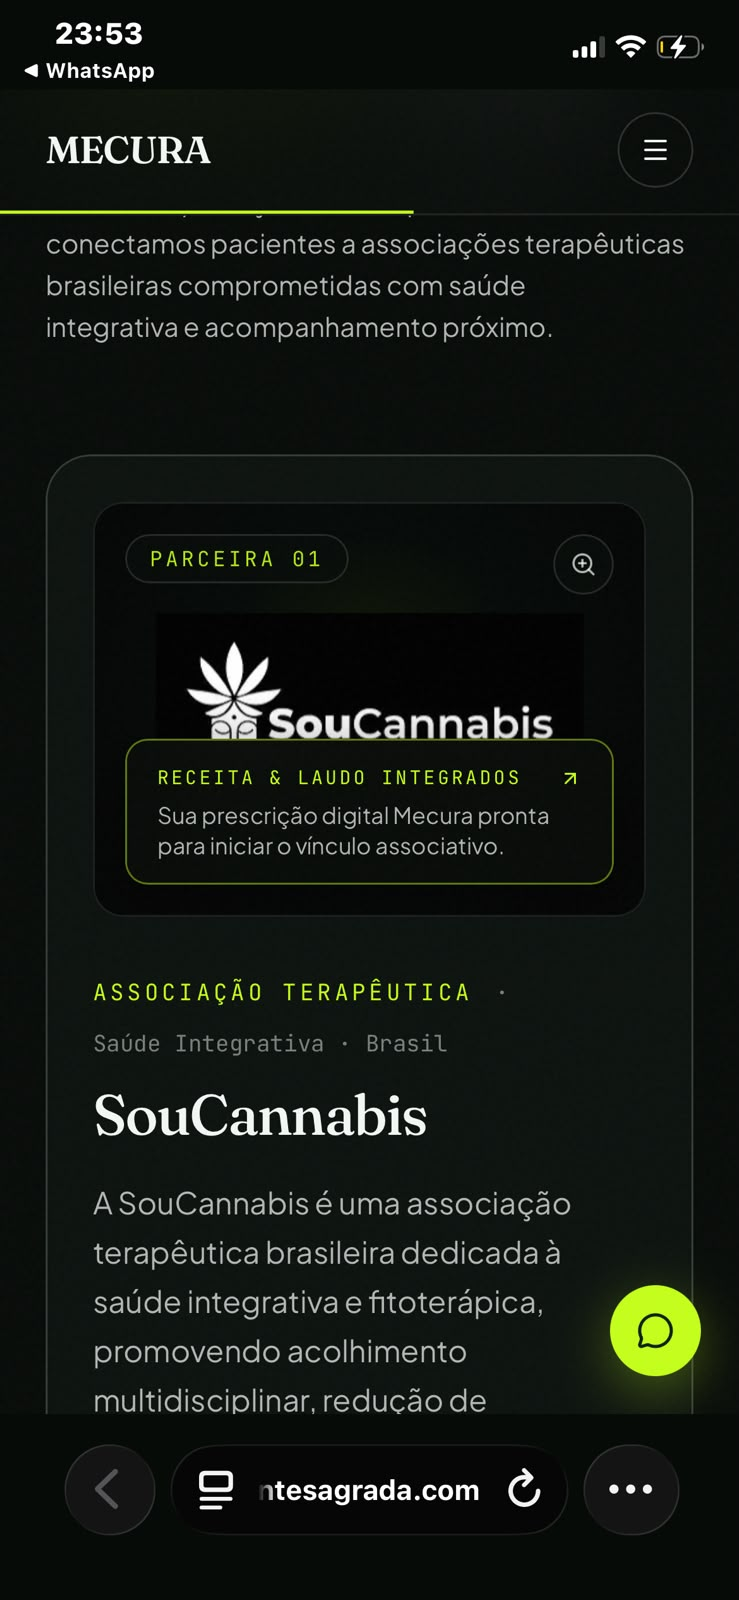 23:53
WhatsApp
MECURA
conectamos pacientes a associações terapêuticas
brasileiras comprometidas com saúde
integrativa e acompanhamento próximo.
PARCEIRA 01
SouCannabis
RECEITA & LAUDO INTEGRADOS
Sua prescrição digital Mecura pronta
para iniciar o vínculo associativo.
ASSOCIAÇÃO TERAPÊUTICA ·
Saúde Integrativa · Brasil
SouCannabis
A SouCannabis é uma associação
terapêutica brasileira dedicada à
saúde integrativa e fitoterápica,
promovendo acolhimento
multidisciplinar, redução de
ntesagrada.com